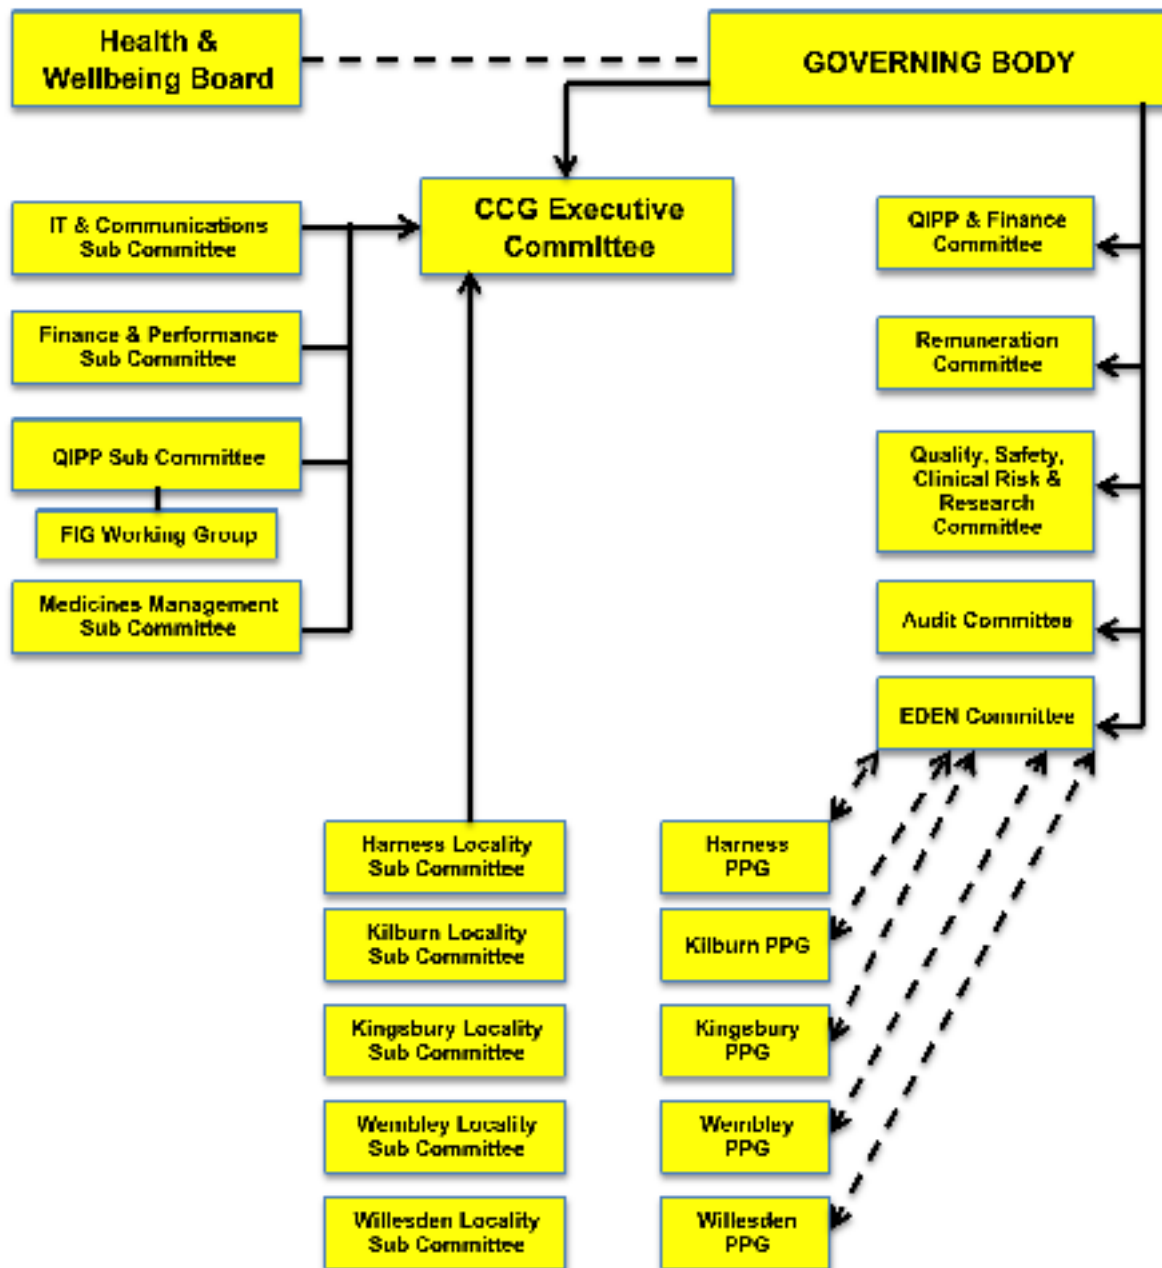 Health &
Wellbeing Board
GOVERNING BODY
CCG Executive
Committee
IT & Communications
Sub Committee
Finance & Performance
Sub Committee
QIPP Sub Committee
FIG Working Group
Medicines Management
Sub Committee
QIPP & Finance
Committee
Remuneration
Committee
Quality, Safety,
Clinical Risk &
Research
Committee
Audit Committee
EDEN Committee
Harness Locality
Sub Committee
Kilburn Locality
Sub Committee
Kingsbury Locality
Sub Committee
Wembley Locality
Sub Committee
Willesden Locality
Sub Committee
Harness
PPG
Kilburn PPG
Kingsbury
PPG
Wembley
PPG
Willesden
PPG